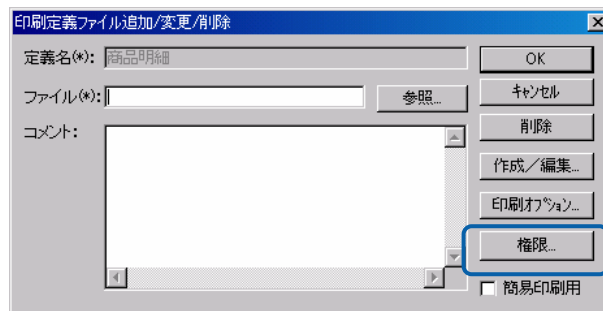 印刷定義ファイル追加/変更/削除
定義名(*): 商品明細
OK
ファイル(*):
参照...
キャンセル
コメント:
削除
作成／編集...
印刷オプション...
権限...
簡易印刷用